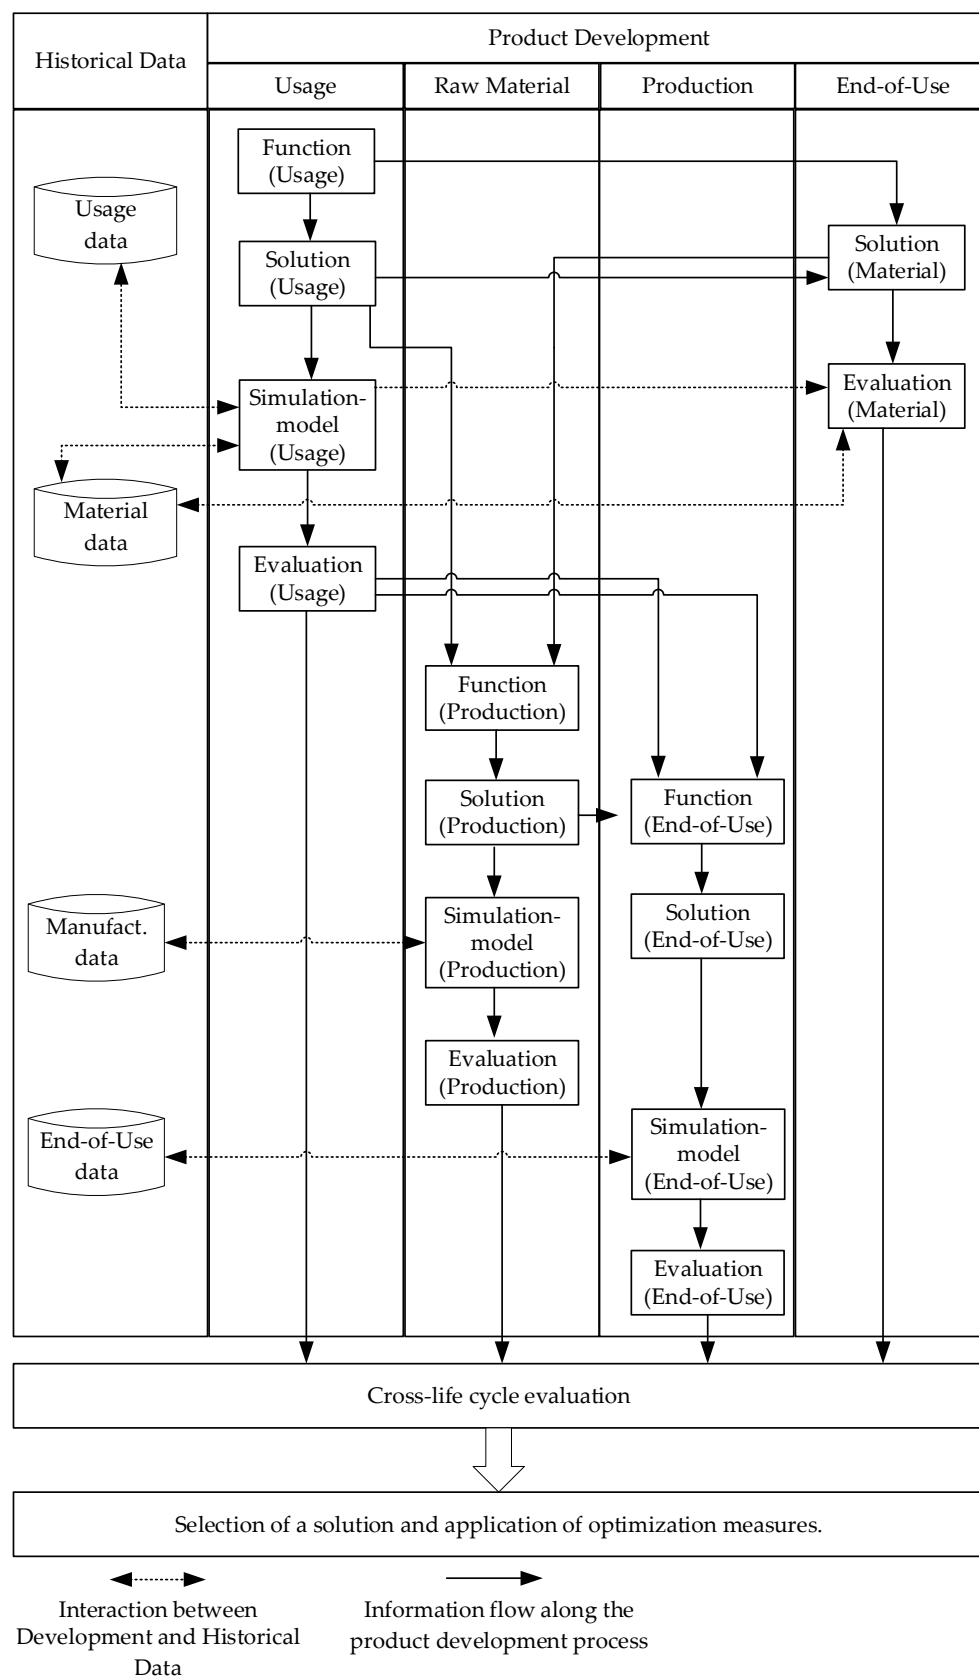 Historical Data
Product Development
Usage
Raw Material
Production
End-of-Use
Function
(Usage)
Usage
data
Solution
(Usage)
Solution
(Material)
Simulation-
model
(Usage)
Evaluation
(Material)
Material
data
Evaluation
(Usage)
Function
(Production)
Solution
(Production)
Function
(End-of-Use)
Manufact.
data
Simulation-
model
(Production)
Solution
(End-of-Use)
Evaluation
(Production)
End-of-Use
data
Simulation-
model
(End-of-Use)
Evaluation
(End-of-Use)
Cross-life cycle evaluation
Selection of a solution and application of optimization measures.
Interaction between
Development and Historical
Data
Information flow along the
product development process